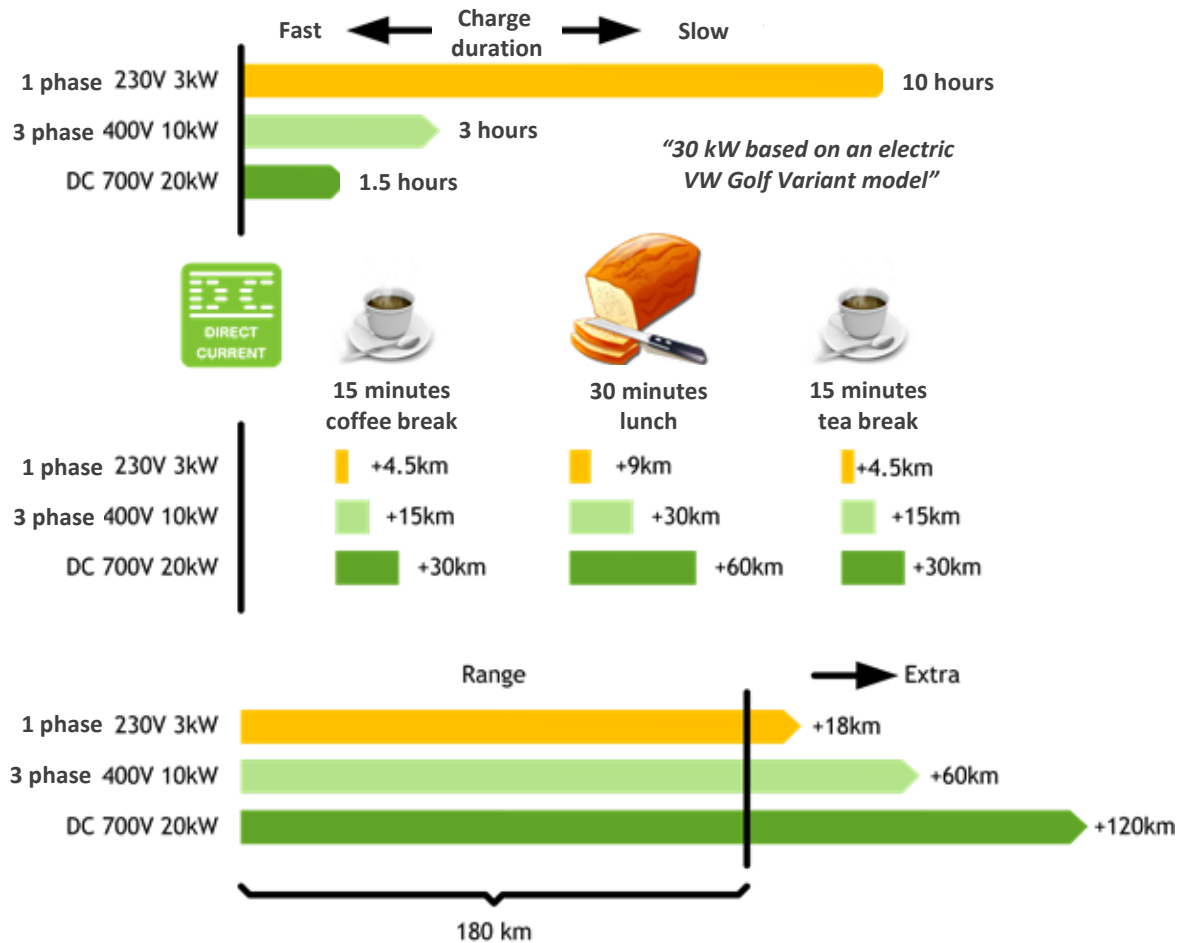 Fast
Charge
duration
Slow
1 phase 230V 3kW
10 hours
3 phase 400V 10kW
3 hours
DC 700V 20kW
1.5 hours
“30 kW based on an electric
VW Golf Variant model”
DC
DIRECT
CURRENT
15 minutes
coffee break
30 minutes
lunch
15 minutes
tea break
1 phase 230V 3kW
+4.5km
+9km
+4.5km
3 phase 400V 10kW
+15km
+30km
+15km
DC 700V 20kW
+30km
+60km
+30km
Range
Extra
1 phase 230V 3kW
+18km
3 phase 400V 10kW
+60km
DC 700V 20kW
+120km
180 km